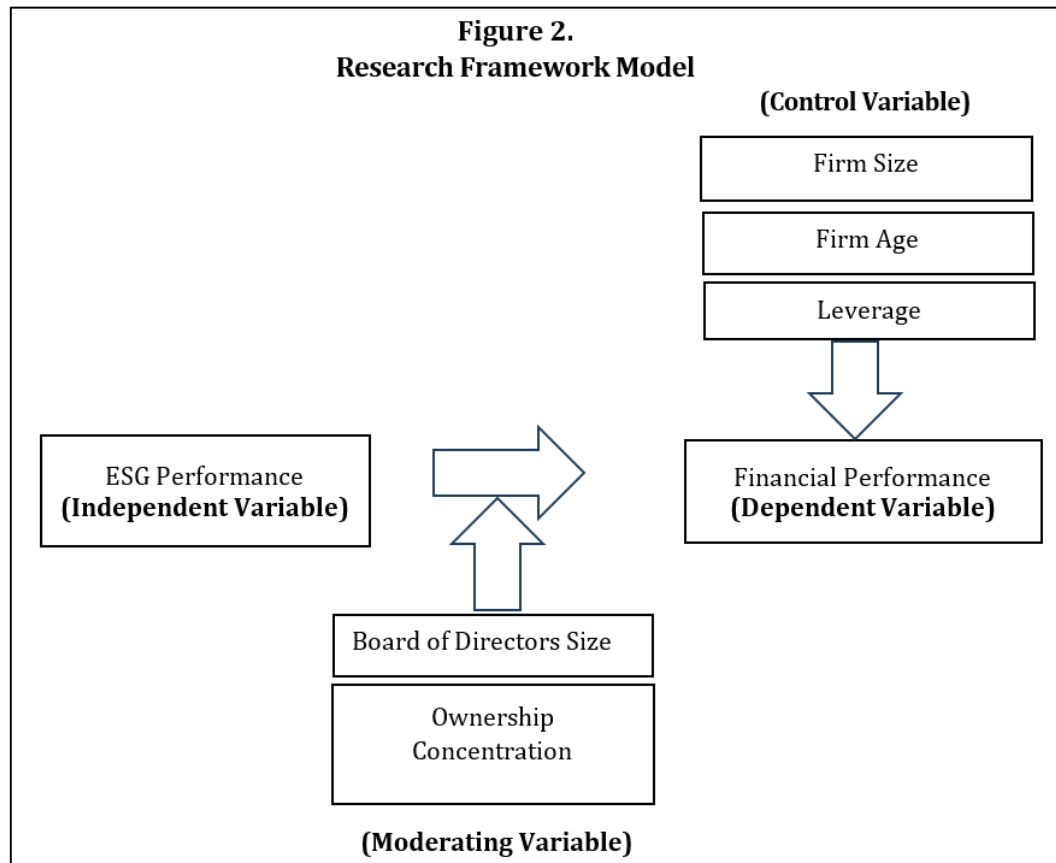 Figure 2.
Research Framework Model
(Control Variable)
Firm Size
Firm Age
Leverage
ESG Performance
(Independent Variable)
Financial Performance
(Dependent Variable)
Board of Directors Size
Ownership
Concentration
(Moderating Variable)